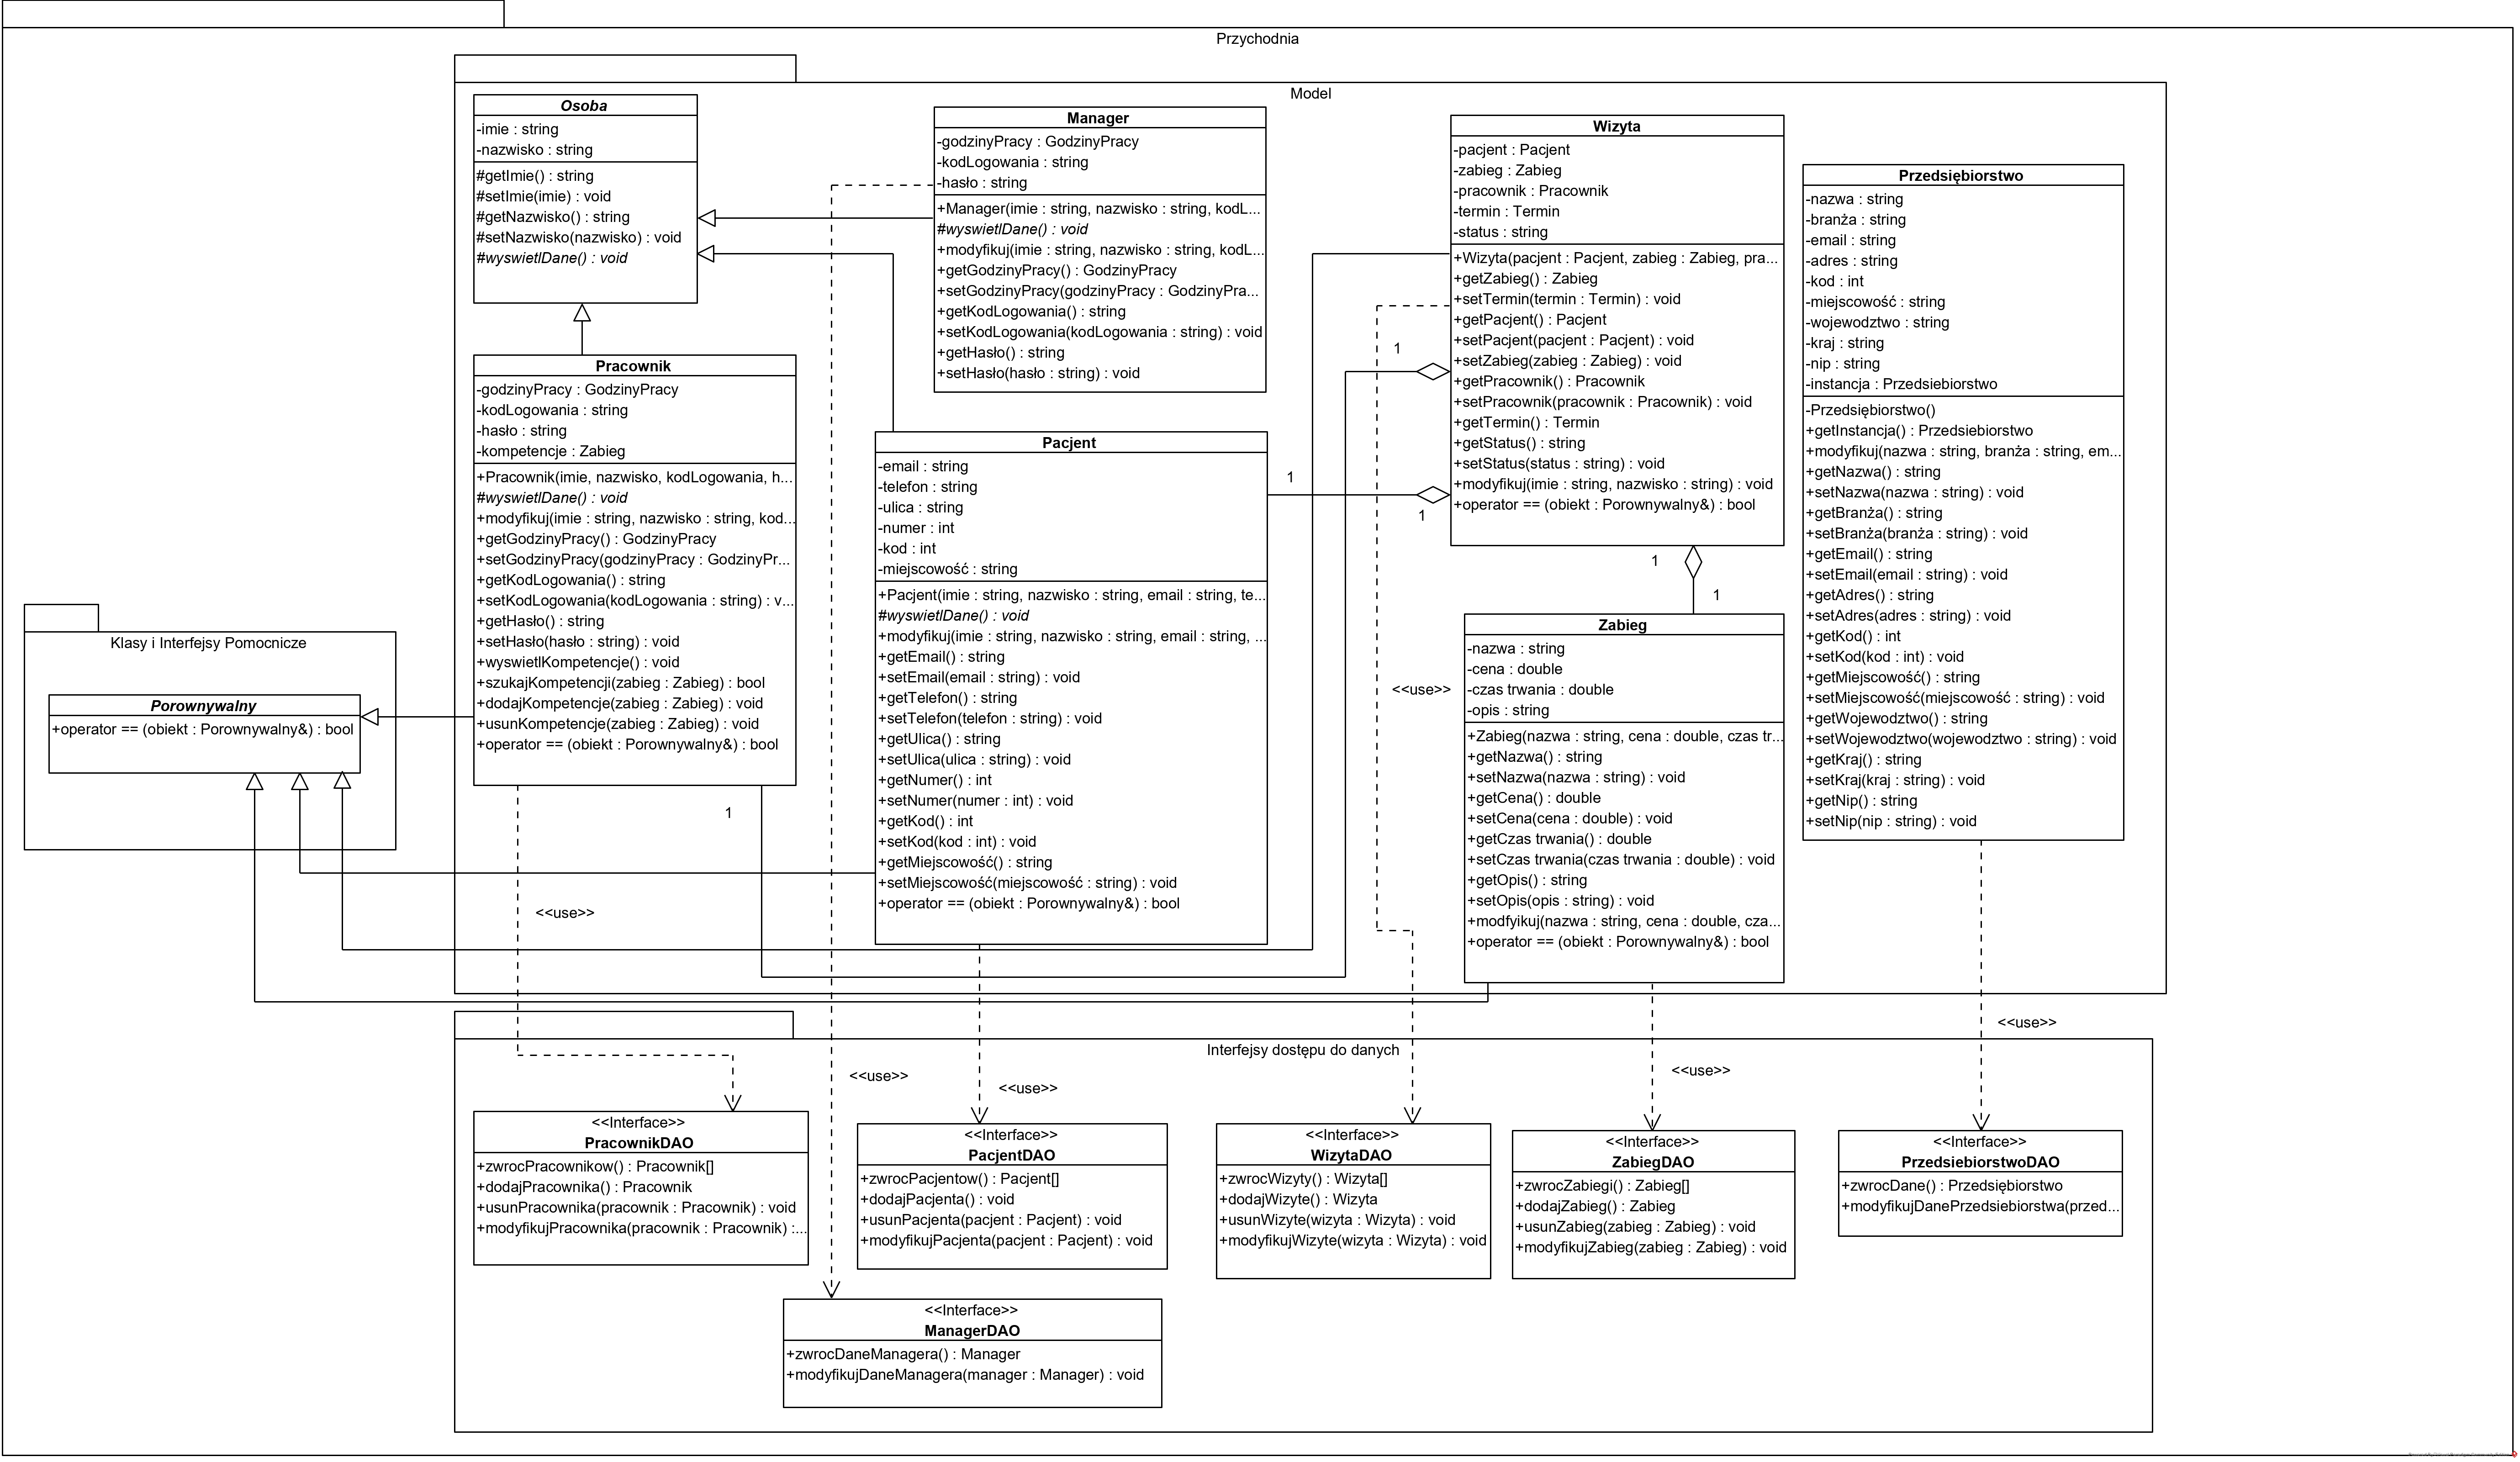 Przychodnia
Model
Osoba
-imie : string
-nazwisko : string
#getImie() : string
#setImie(imie) : void
#getNazwisko() : string
#setNazwisko(nazwisko) : void
#wyswietlDane() : void
Manager
-godzinyPracy : GodzinyPracy
-kodLogowania : string
-hasło : string
+Manager(imie : string, nazwisko : string, kodL...
#wyswietlDane() : void
+modyfikuj(imie : string, nazwisko : string, kodL...
+getGodzinyPracy() : GodzinyPracy
+setGodzinyPracy(godzinyPracy : GodzinyPra...
+getKodLogowania() : string
+setKodLogowania(kodLogowania : string) : void
+getHasło() : string
+setHasło(hasło : string) : void
Wizyta
-pacjent : Pacjent
-zabieg : Zabieg
-pracownik : Pracownik
-termin : Termin
-status : string
+Wizyta(pacjent : Pacjent, zabieg : Zabieg, pra...
+getZabieg() : Zabieg
+setTermin(termin : Termin) : void
+getPacjent() : Pacjent
+setPacjent(pacjent : Pacjent) : void
+setZabieg(zabieg : Zabieg) : void
+getPracownik() : Pracownik
+setPracownik(pracownik : Pracownik) : void
+getTermin() : Termin
+getStatus() : string
+setStatus(status : string) : void
+modyfikuj(imie : string, nazwisko : string) : void
+operator == (obiekt : Porownywalny&) : bool
Przedsiębiorstwo
-nazwa : string
-branża : string
-email : string
-adres : string
-kod : int
-miejscowość : string
-wojewodztwo : string
-kraj : string
-nip : string
-instancja : Przedsiebiorstwo
-Przedsiębiorstwo()
+getInstancja() : Przedsiebiorstwo
+modyfikuj(nazwa : string, branża : string, em...
+getNazwa() : string
+setNazwa(nazwa : string) : void
+getBranża() : string
+setBranża(branża : string) : void
+getEmail() : string
+setEmail(email : string) : void
+getAdres() : string
+setAdres(adres : string) : void
+getKod() : int
+setKod(kod : int) : void
+getMiejscowość() : string
+setMiejscowość(miejscowość : string) : void
+getWojewodztwo() : string
+setWojewodztwo(wojewodztwo : string) : void
+getKraj() : string
+setKraj(kraj : string) : void
+getNip() : string
+setNip(nip : string) : void
Pracownik
-godzinyPracy : GodzinyPracy
-kodLogowania : string
-hasło : string
-kompetencje : Zabieg
+Pracownik(imie, nazwisko, kodLogowania, h...
#wyswietlDane() : void
+modyfikuj(imie : string, nazwisko : string, kod...
+getGodzinyPracy() : GodzinyPracy
+setGodzinyPracy(godzinyPracy : GodzinyPr...
+getKodLogowania() : string
+setKodLogowania(kodLogowania : string) : v...
+getHasło() : string
+setHasło(hasło : string) : void
+wyswietlKompetencje() : void
+szukajKompetencji(zabieg : Zabieg) : bool
+dodajKompetencje(zabieg : Zabieg) : void
+usunKompetencje(zabieg : Zabieg) : void
+operator == (obiekt : Porownywalny&) : bool
Pacjent
-email : string
-telefon : string
-ulica : string
-numer : int
-kod : int
-miejscowość : string
+Pacjent(imie : string, nazwisko : string, email : string, te...
#wyswietlDane() : void
+modyfikuj(imie : string, nazwisko : string, email : string, ...
+getEmail() : string
+setEmail(email : string) : void
+getTelefon() : string
+setTelefon(telefon : string) : void
+getUlica() : string
+setUlica(ulica : string) : void
+getNumer() : int
+setNumer(numer : int) : void
+getKod() : int
+setKod(kod : int) : void
+getMiejscowość() : string
+setMiejscowość(miejscowość : string) : void
+operator == (obiekt : Porownywalny&) : bool
1
1
1
1
1
1
<<use>>
Zabieg
-nazwa : string
-cena : double
-czas trwania : double
-opis : string
+Zabieg(nazwa : string, cena : double, czas tr...
+getNazwa() : string
+setNazwa(nazwa : string) : void
+getCena() : double
+setCena(cena : double) : void
+getCzas trwania() : double
+setCzas trwania(czas trwania : double) : void
+getOpis() : string
+setOpis(opis : string) : void
+modfyikuj(nazwa : string, cena : double, cza...
+operator == (obiekt : Porownywalny&) : bool
Klasy i Interfejsy Pomocnicze
Porownywalny
+operator == (obiekt : Porownywalny&) : bool
<<use>>
<<use>>
<<use>>
<<use>>
<<use>>
Interfejsy dostępu do danych
<<Interface>>
PracownikDAO
+zwrocPracownikow() : Pracownik[]
+dodajPracownika() : Pracownik
+usunPracownika(pracownik : Pracownik) : void
+modyfikujPracownika(pracownik : Pracownik) :...
<<Interface>>
PacjentDAO
+zwrocPacjentow() : Pacjent[]
+dodajPacjenta() : void
+usunPacjenta(pacjent : Pacjent) : void
+modyfikujPacjenta(pacjent : Pacjent) : void
<<Interface>>
WizytaDAO
+zwrocWizyty() : Wizyta[]
+dodajWizyte() : Wizyta
+usunWizyte(wizyta : Wizyta) : void
+modyfikujWizyte(wizyta : Wizyta) : void
<<Interface>>
ZabiegDAO
+zwrocZabiegi() : Zabieg[]
+dodajZabieg() : Zabieg
+usunZabieg(zabieg : Zabieg) : void
+modyfikujZabieg(zabieg : Zabieg) : void
<<Interface>>
PrzedsiebiorstwoDAO
+zwrocDane() : Przedsiębiorstwo
+modyfikujDanePrzedsiebiorstwa(przed...
<<Interface>>
ManagerDAO
+zwrocDaneManagera() : Manager
+modyfikujDaneManagera(manager : Manager) : void